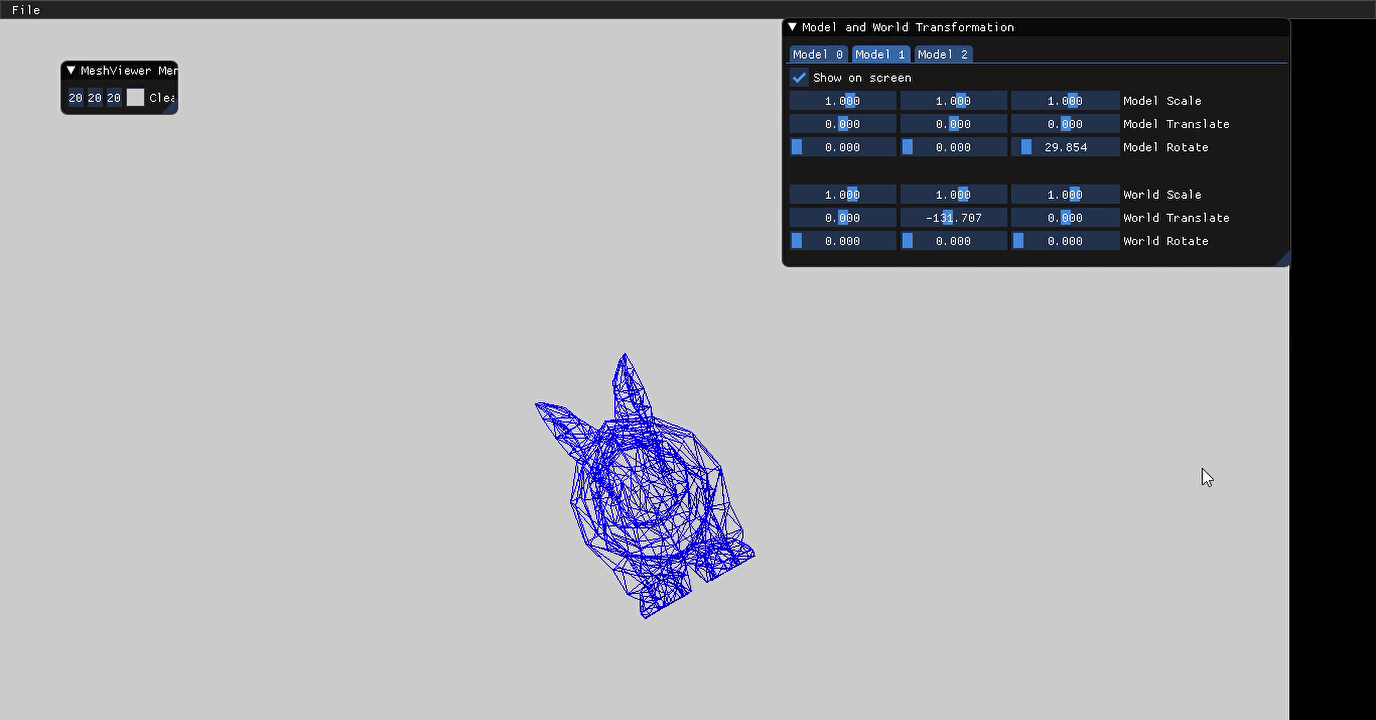 File
Model and World Transformation
Model 0 Model 1 Model 2
Show on screen
1.000 1.000 1.000 Model Scale
0.000 0.000 0.000 Model Translate
0.000 0.000 29.854 Model Rotate
1.000 1.000 1.000 World Scale
0.000 -131.707 0.000 World Translate
0.000 0.000 0.000 World Rotate
MeshViewer Mer
20 20 20 Clea